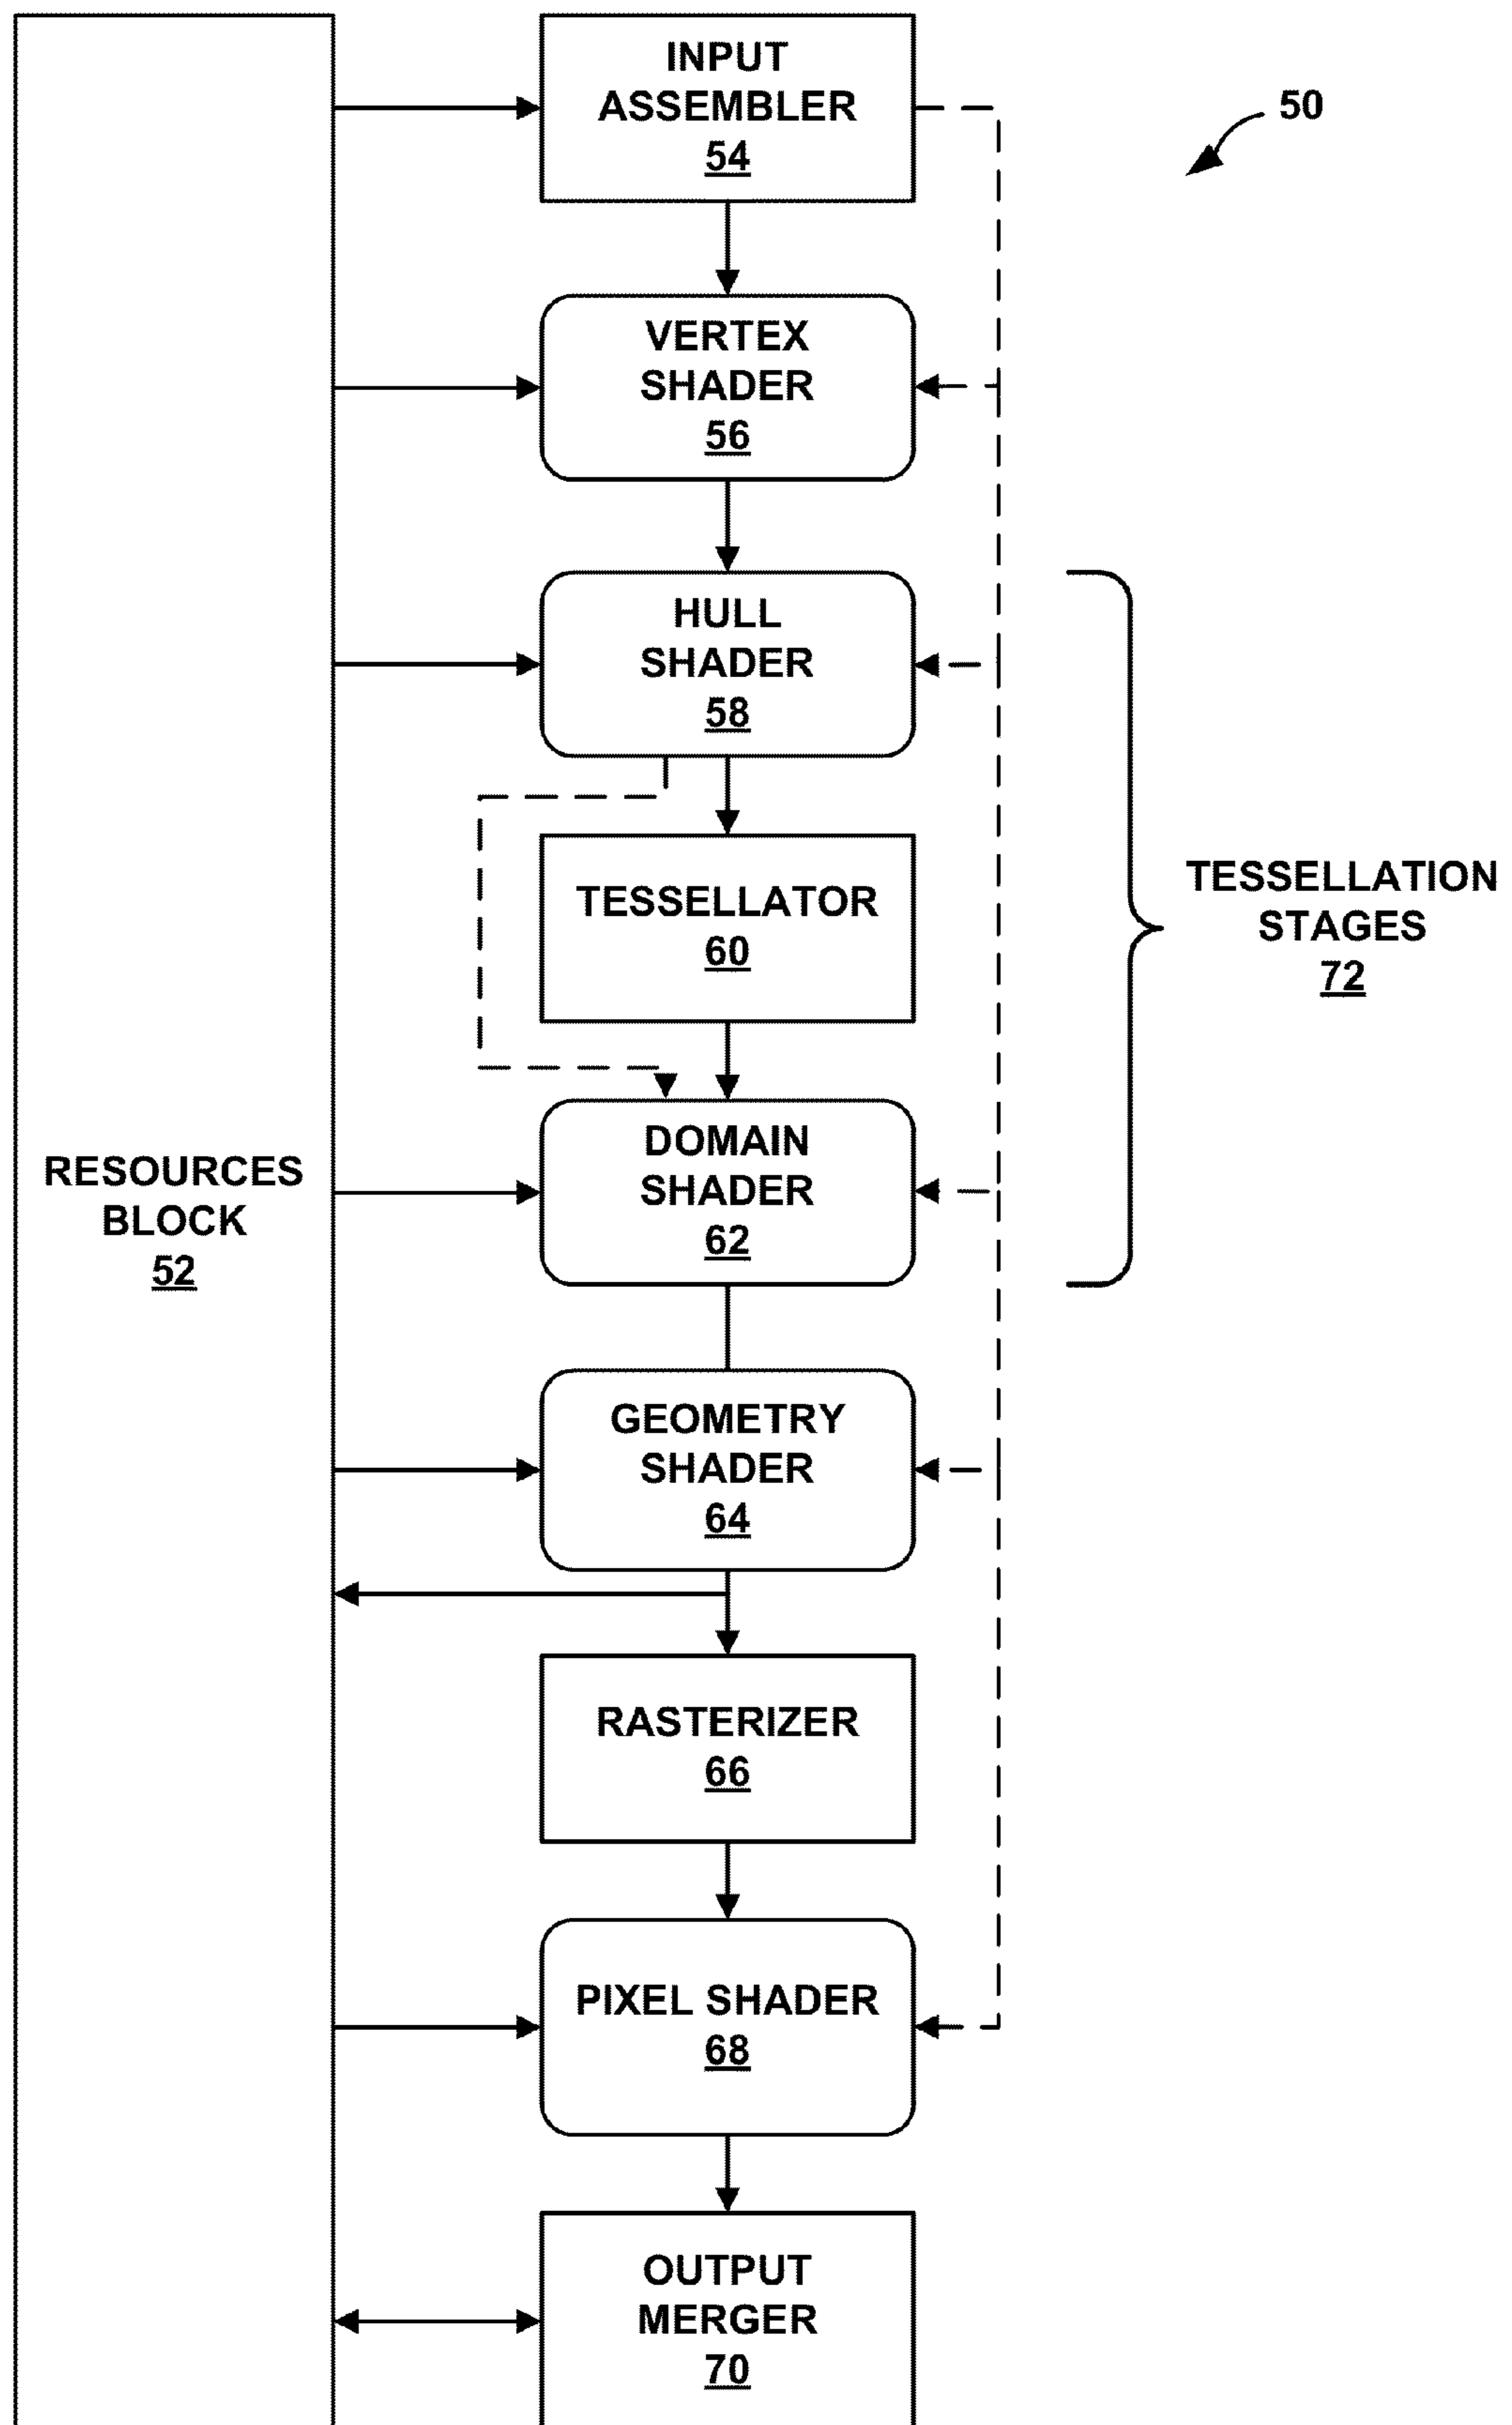 INPUT
ASSEMBLER
54
50
VERTEX
SHADER
56
HULL
SHADER
58
TESSELLATOR
60
TESSELLATION
STAGES
72
DOMAIN
SHADER
62
RESOURCES
BLOCK
52
GEOMETRY
SHADER
64
RASTERIZER
66
PIXEL SHADER
68
OUTPUT
MERGER
70